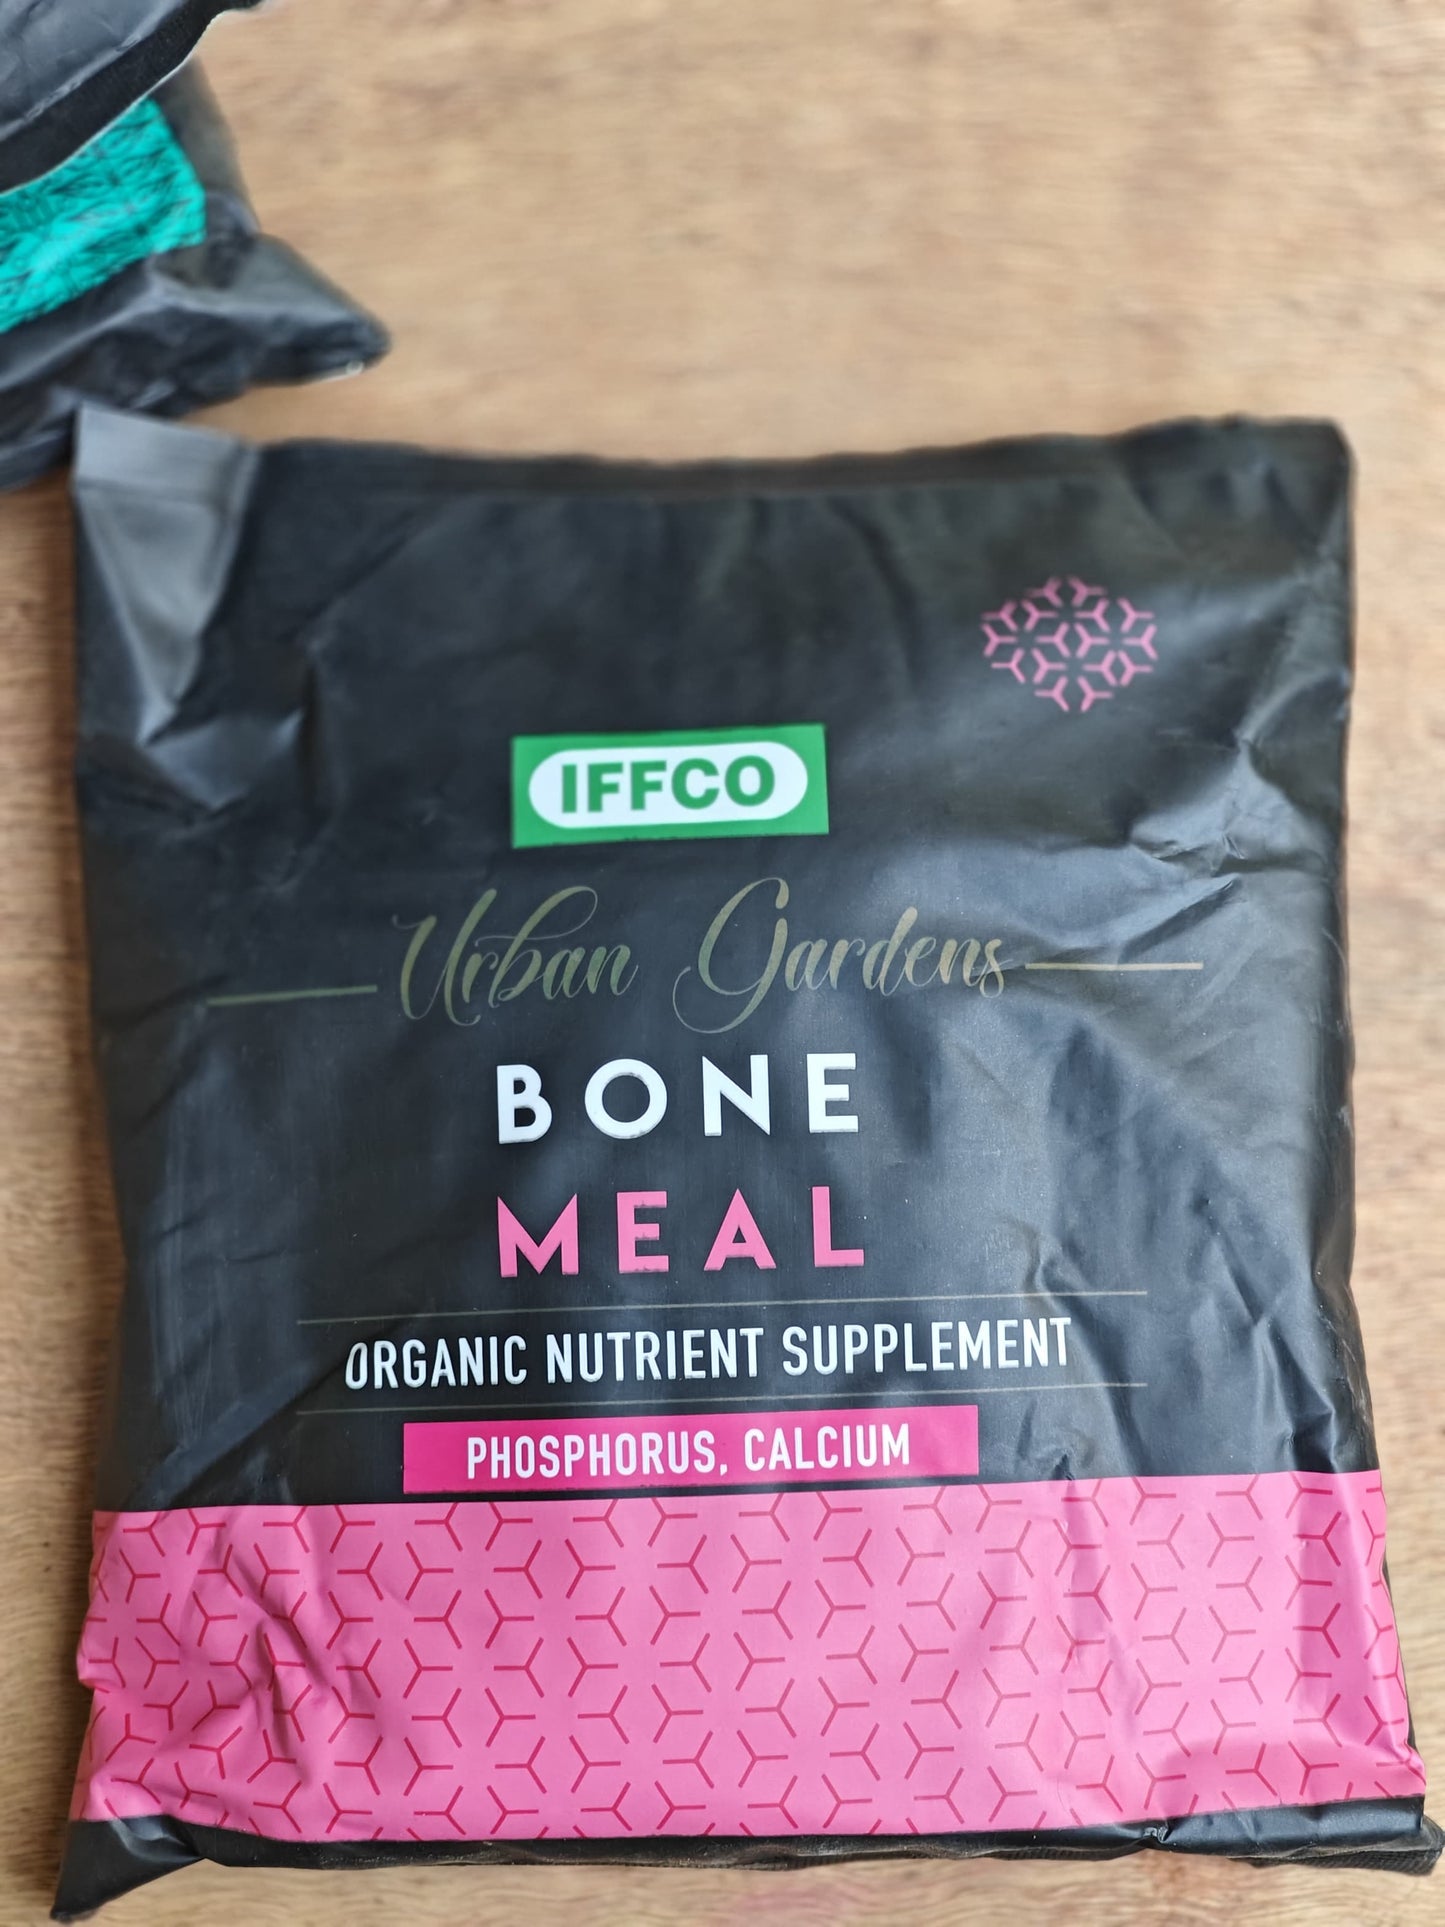 IFFCO
Urban Gardens
BONE
MEAL
ORGANIC NUTRIENT SUPPLEMENT
PHOSPHORUS, CALCIUM